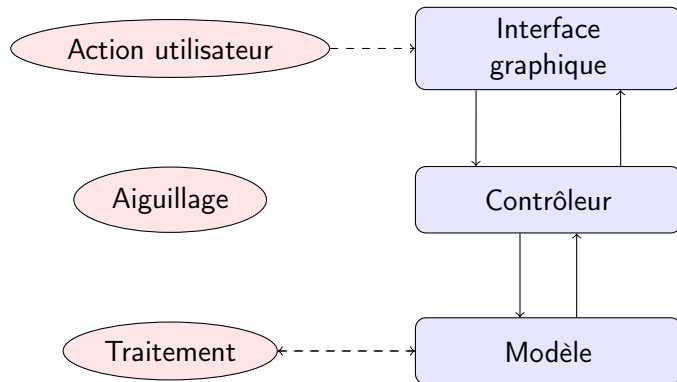 Action utilisateur
Interface
graphique
Aiguillage
Contrôleur
Traitement
Modèle